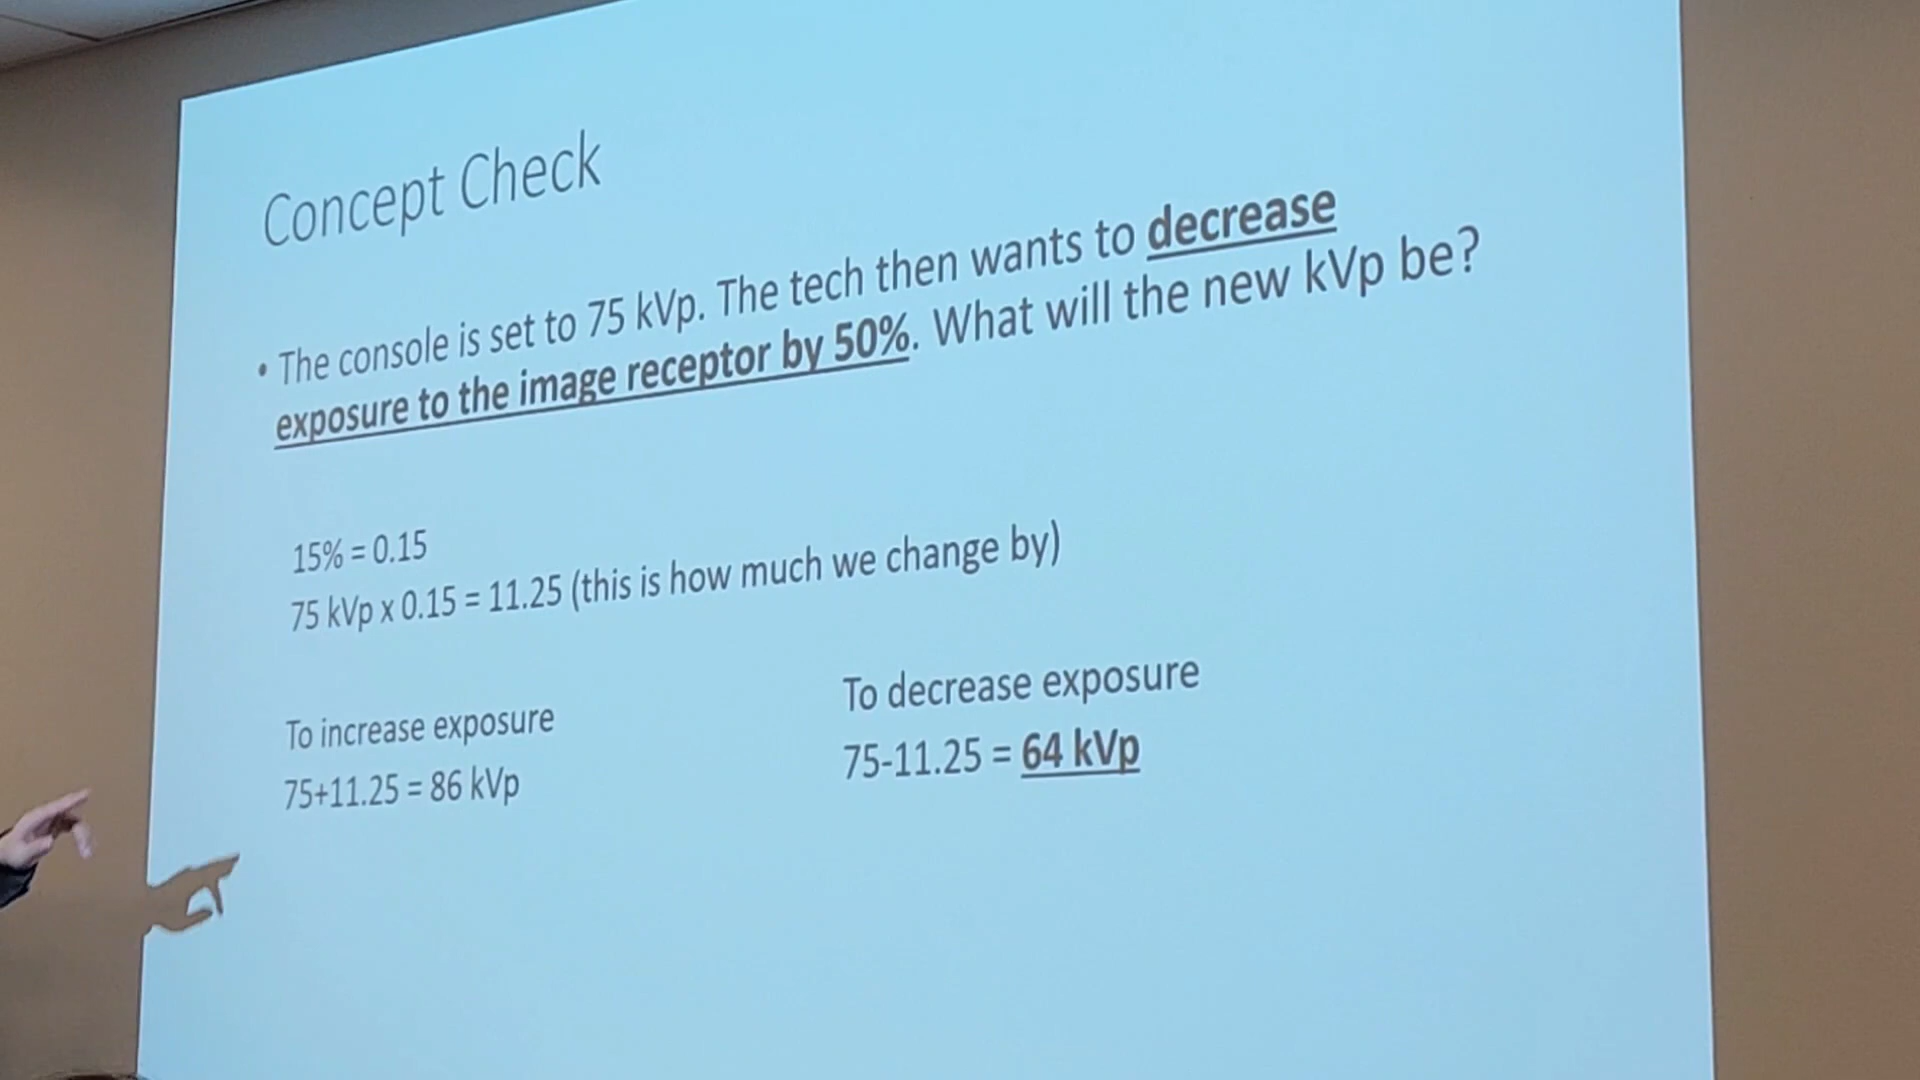 Concept Check
• The console is set to 75 kVp. The tech then wants to decrease
exposure to the image receptor by 50%. What will the new kVp be?
15% = 0.15
75 kVp x 0.15 = 11.25 (this is how much we change by)
To increase exposure
75+11.25 = 86 kVp
To decrease exposure
75-11.25 = 64 kVp